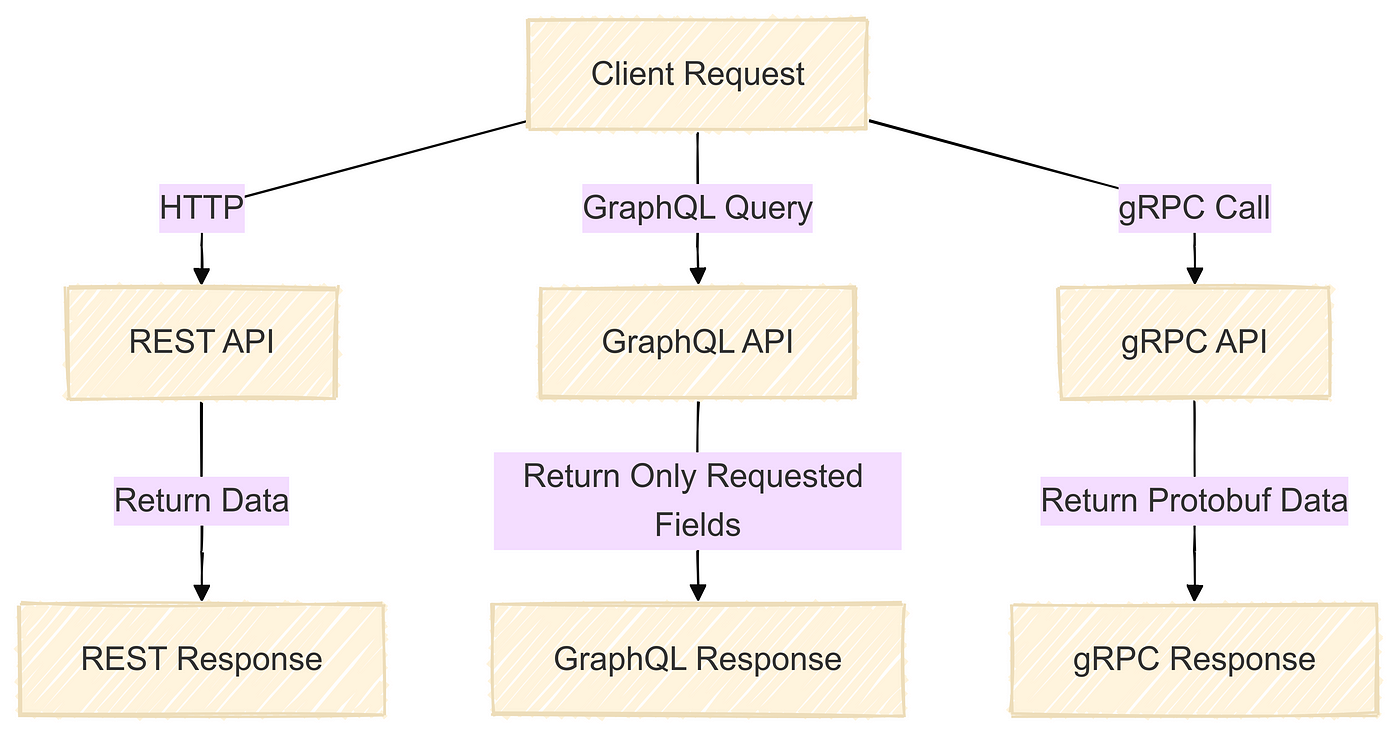 Client Request
HTTP
GraphQL Query
gRPC Call
REST API
GraphQL API
gRPC API
Return Data
Return Only Requested
Fields
Return Protobuf Data
REST Response
GraphQL Response
gRPC Response